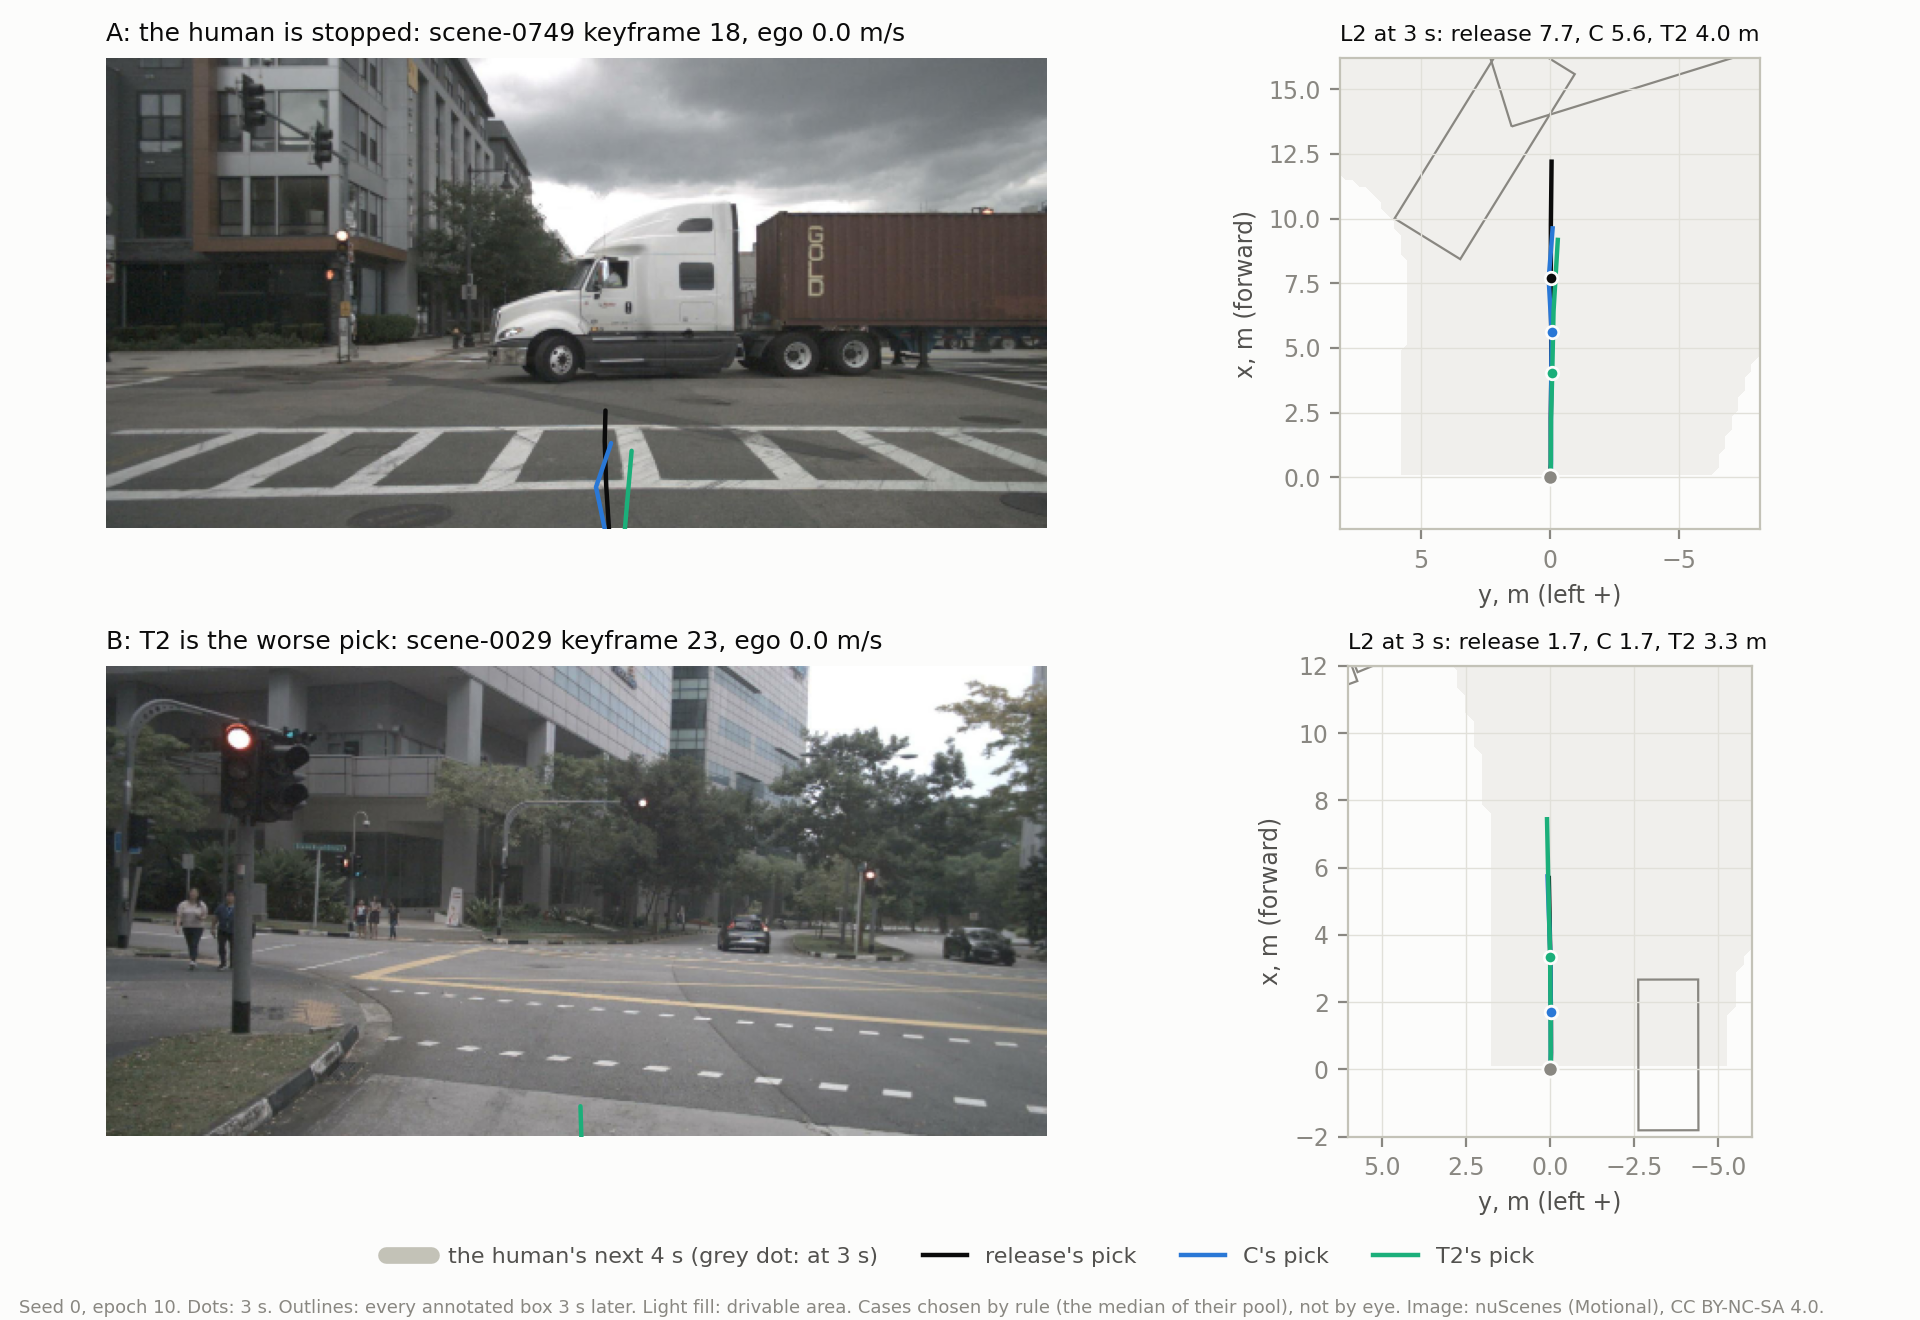 A: the human is stopped: scene-0749 keyframe 18, ego 0.0 m/s
L2 at 3 s: release 7.7, C 5.6, T2 4.0 m
GOLD
15.0
12.5
10.0
7.5
5.0
2.5
0.0
x, m (forward)
5
0
−5
y, m (left +)
B: T2 is the worse pick: scene-0029 keyframe 23, ego 0.0 m/s
L2 at 3 s: release 1.7, C 1.7, T2 3.3 m
12
10
8
6
4
2
0
−2
x, m (forward)
5.0
2.5
0.0
−2.5
−5.0
y, m (left +)
the human's next 4 s (grey dot: at 3 s)
release's pick
C's pick
T2's pick
Seed 0, epoch 10. Dots: 3 s. Outlines: every annotated box 3 s later. Light fill: drivable area. Cases chosen by rule (the median of their pool), not by eye. Image: nuScenes (Motional), CC BY-NC-SA 4.0.